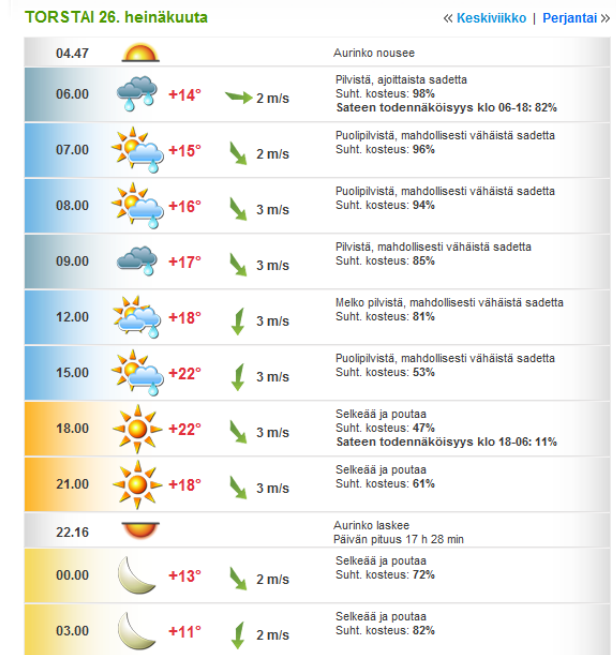 TORSTAI 26. heinäkuuta « Keskiviikko | Perjantai »
04.47 Aurinko nousee
06.00 +14° 2 m/s Pilvistä, ajoittaista sadetta
Suht. kosteus: 98%
Sateen todennäköisyys klo 06-18: 82%
07.00 +15° 2 m/s Puolipilvistä, mahdollisesti vähäistä sadetta
Suht. kosteus: 96%
08.00 +16° 3 m/s Puolipilvistä, mahdollisesti vähäistä sadetta
Suht. kosteus: 94%
09.00 +17° 3 m/s Pilvistä, mahdollisesti vähäistä sadetta
Suht. kosteus: 85%
12.00 +18° 3 m/s Melko pilvistä, mahdollisesti vähäistä sadetta
Suht. kosteus: 81%
15.00 +22° 3 m/s Puolipilvistä, mahdollisesti vähäistä sadetta
Suht. kosteus: 53%
18.00 +22° 3 m/s Selkeää ja poutaa
Suht. kosteus: 47%
Sateen todennäköisyys klo 18-06: 11%
21.00 +18° 3 m/s Selkeää ja poutaa
Suht. kosteus: 61%
22.16 Aurinko laskee
Päivän pituus 17 h 28 min
00.00 +13° 2 m/s Selkeää ja poutaa
Suht. kosteus: 72%
03.00 +11° 2 m/s Selkeää ja poutaa
Suht. kosteus: 82%